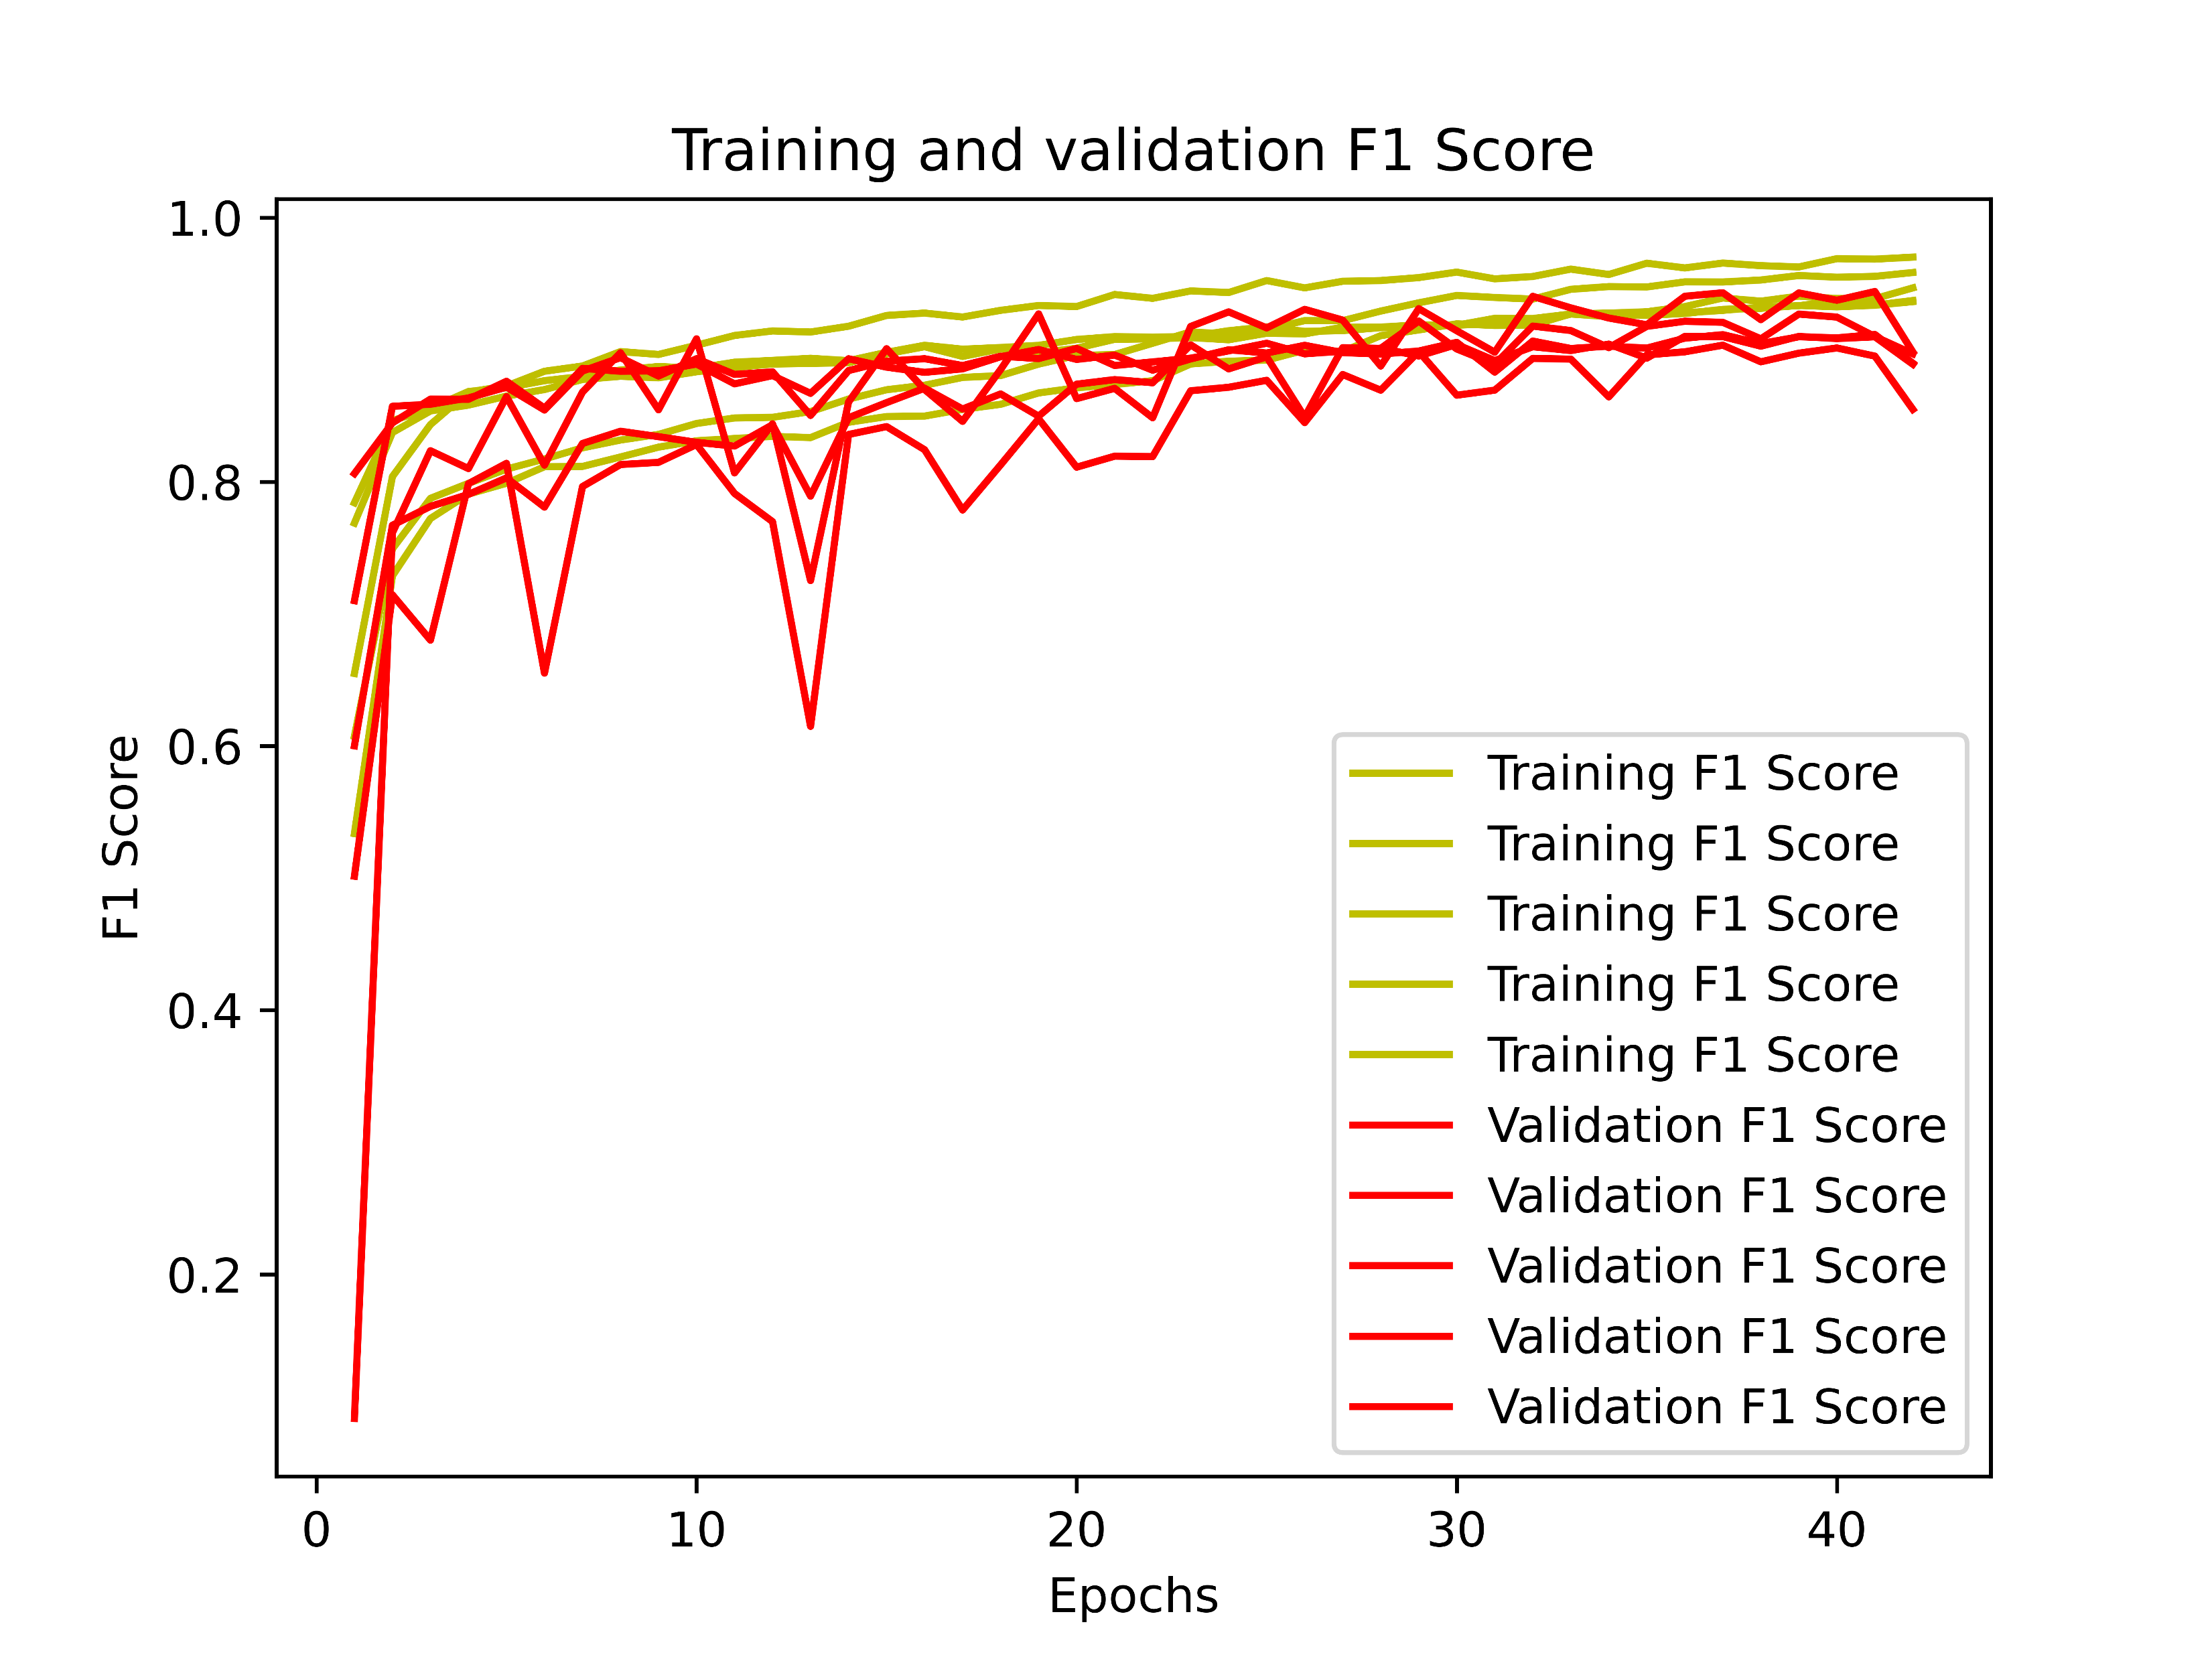 Training and validation F1 Score
1.0
0.8
0.6
0.4
0.2
F1 Score
Training F1 Score
Training F1 Score
Training F1 Score
Training F1 Score
Training F1 Score
Validation F1 Score
Validation F1 Score
Validation F1 Score
Validation F1 Score
Validation F1 Score
0 10 20 30 40
Epochs